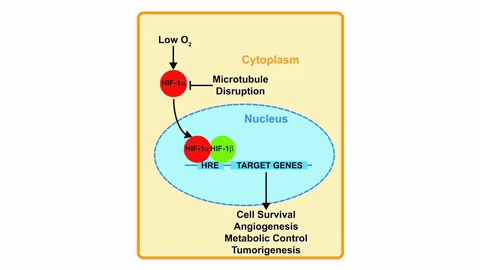 Low O2
Cytoplasm
HIF-1α
Microtubule
Disruption
Nucleus
HIF-1α
HIF-1β
HRE
TARGET GENES
Cell Survival
Angiogenesis
Metabolic Control
Tumorigenesis